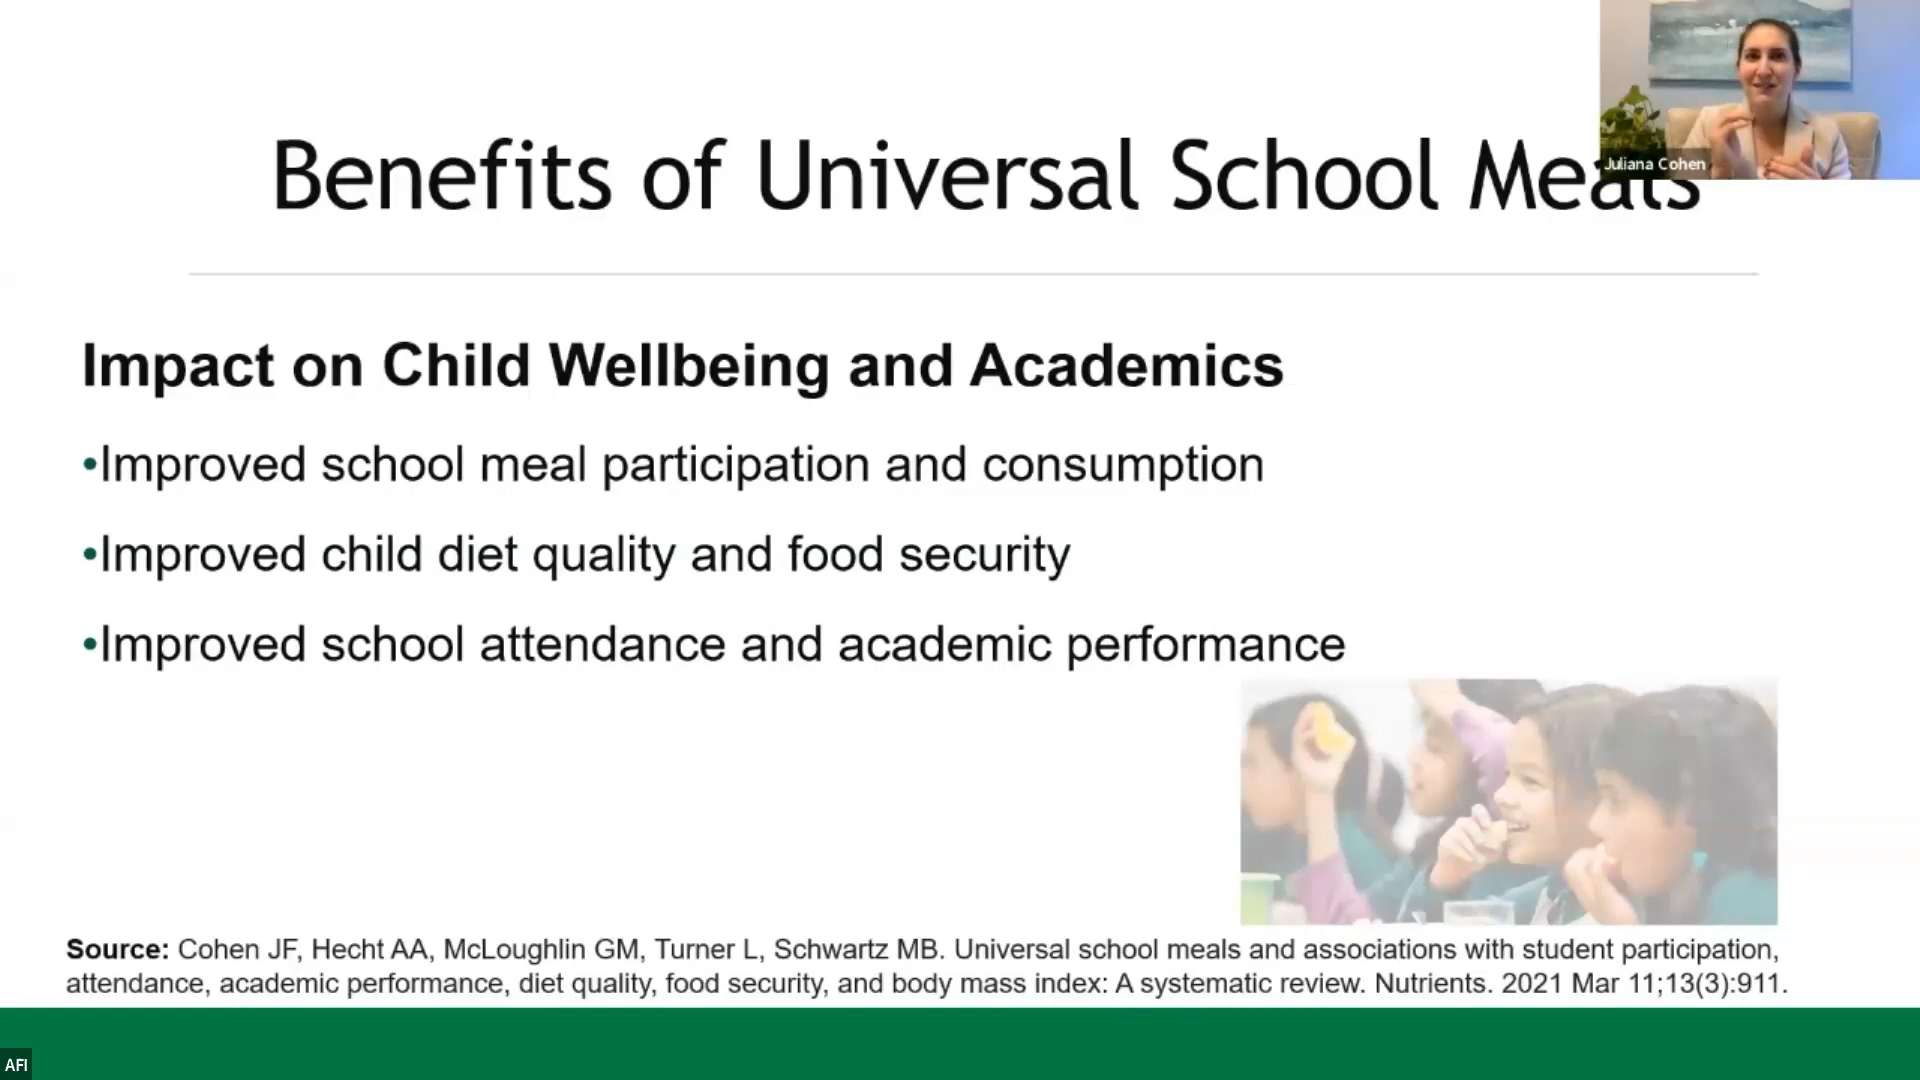 Benefits of Universal School Meals
Juliana Cohen
Impact on Child Wellbeing and Academics
•Improved school meal participation and consumption
•Improved child diet quality and food security
•Improved school attendance and academic performance
Source: Cohen JF, Hecht AA, McLoughlin GM, Turner L, Schwartz MB. Universal school meals and associations with student participation,
attendance, academic performance, diet quality, food security, and body mass index: A systematic review. Nutrients. 2021 Mar 11;13(3):911.
AFI